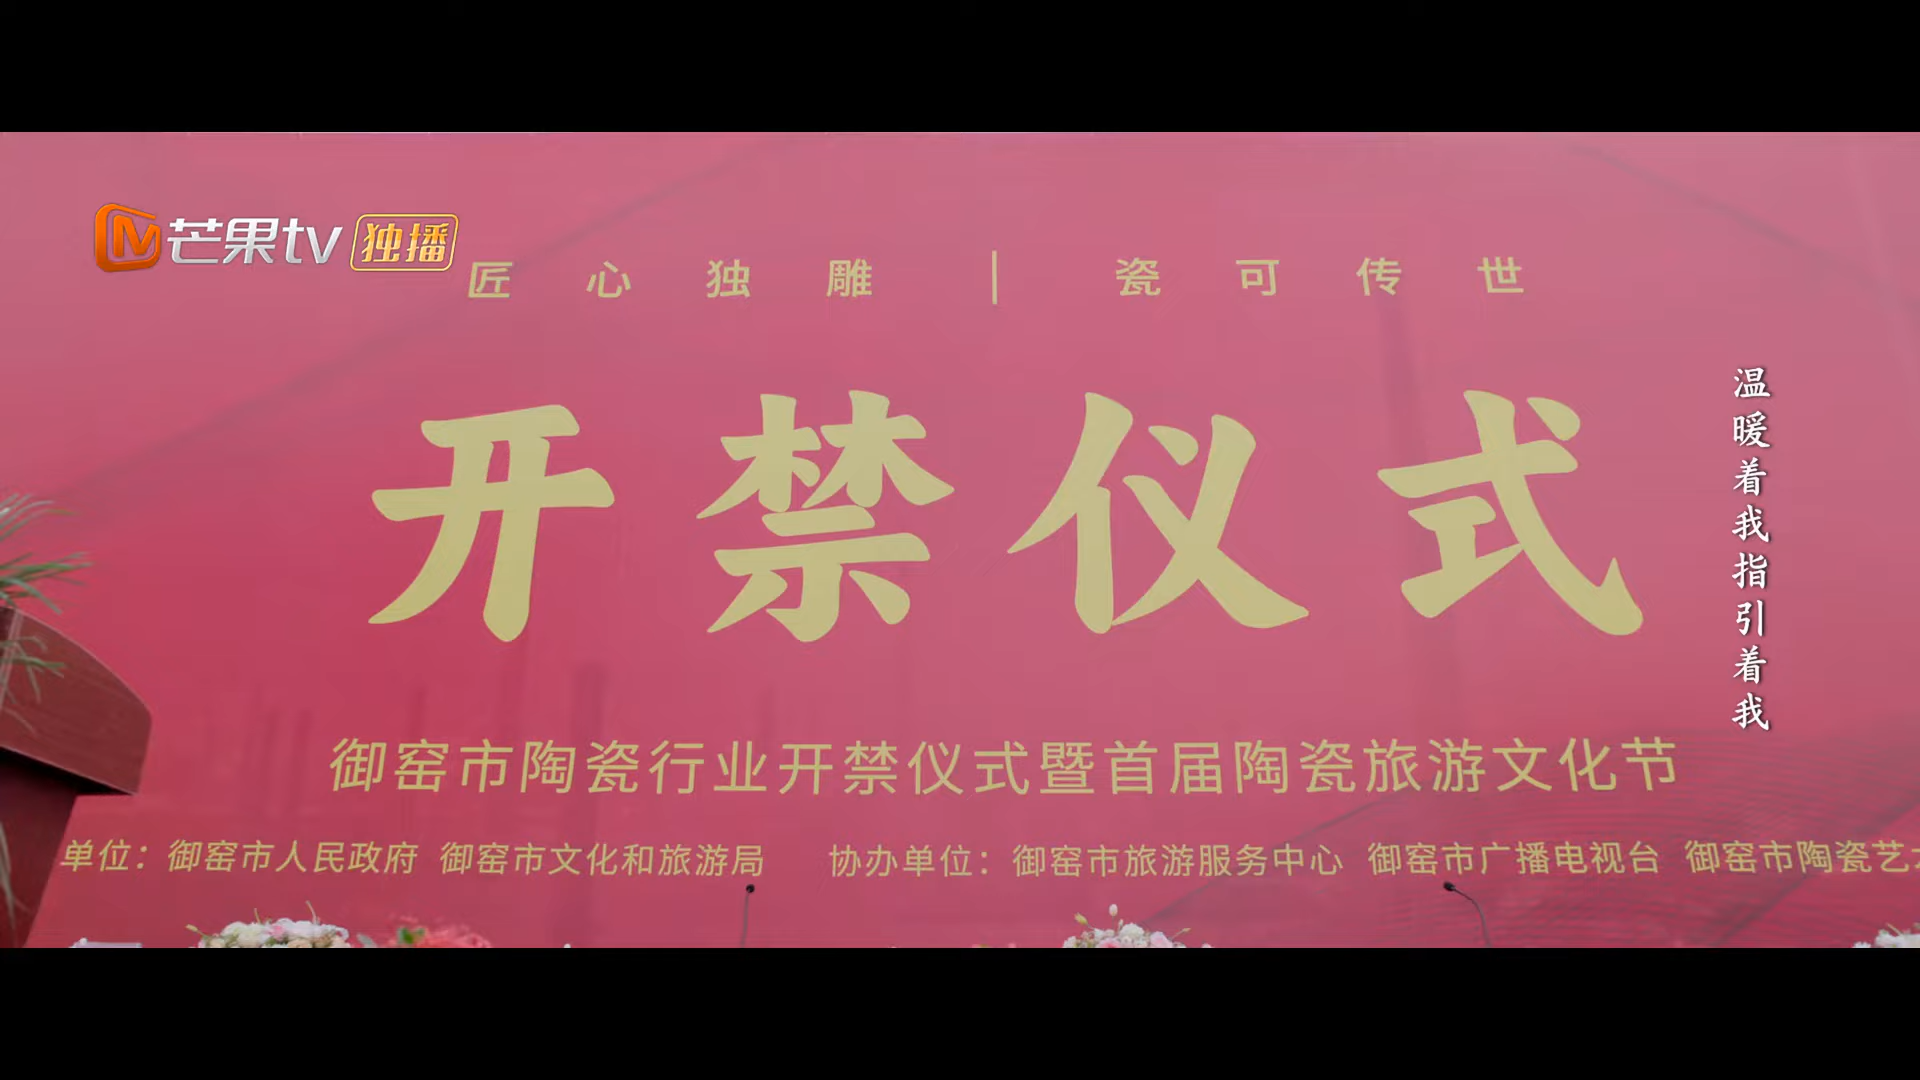 芒果tv 独播
匠心独雕 | 瓷可传世
开禁仪式
温暖着我指引着我
御窑市陶瓷行业开禁仪式暨首届陶瓷旅游文化节
单位：御窑市人民政府 御窑市文化和旅游局 协办单位：御窑市旅游服务中心 御窑市广播电视台 御窑市陶瓷艺